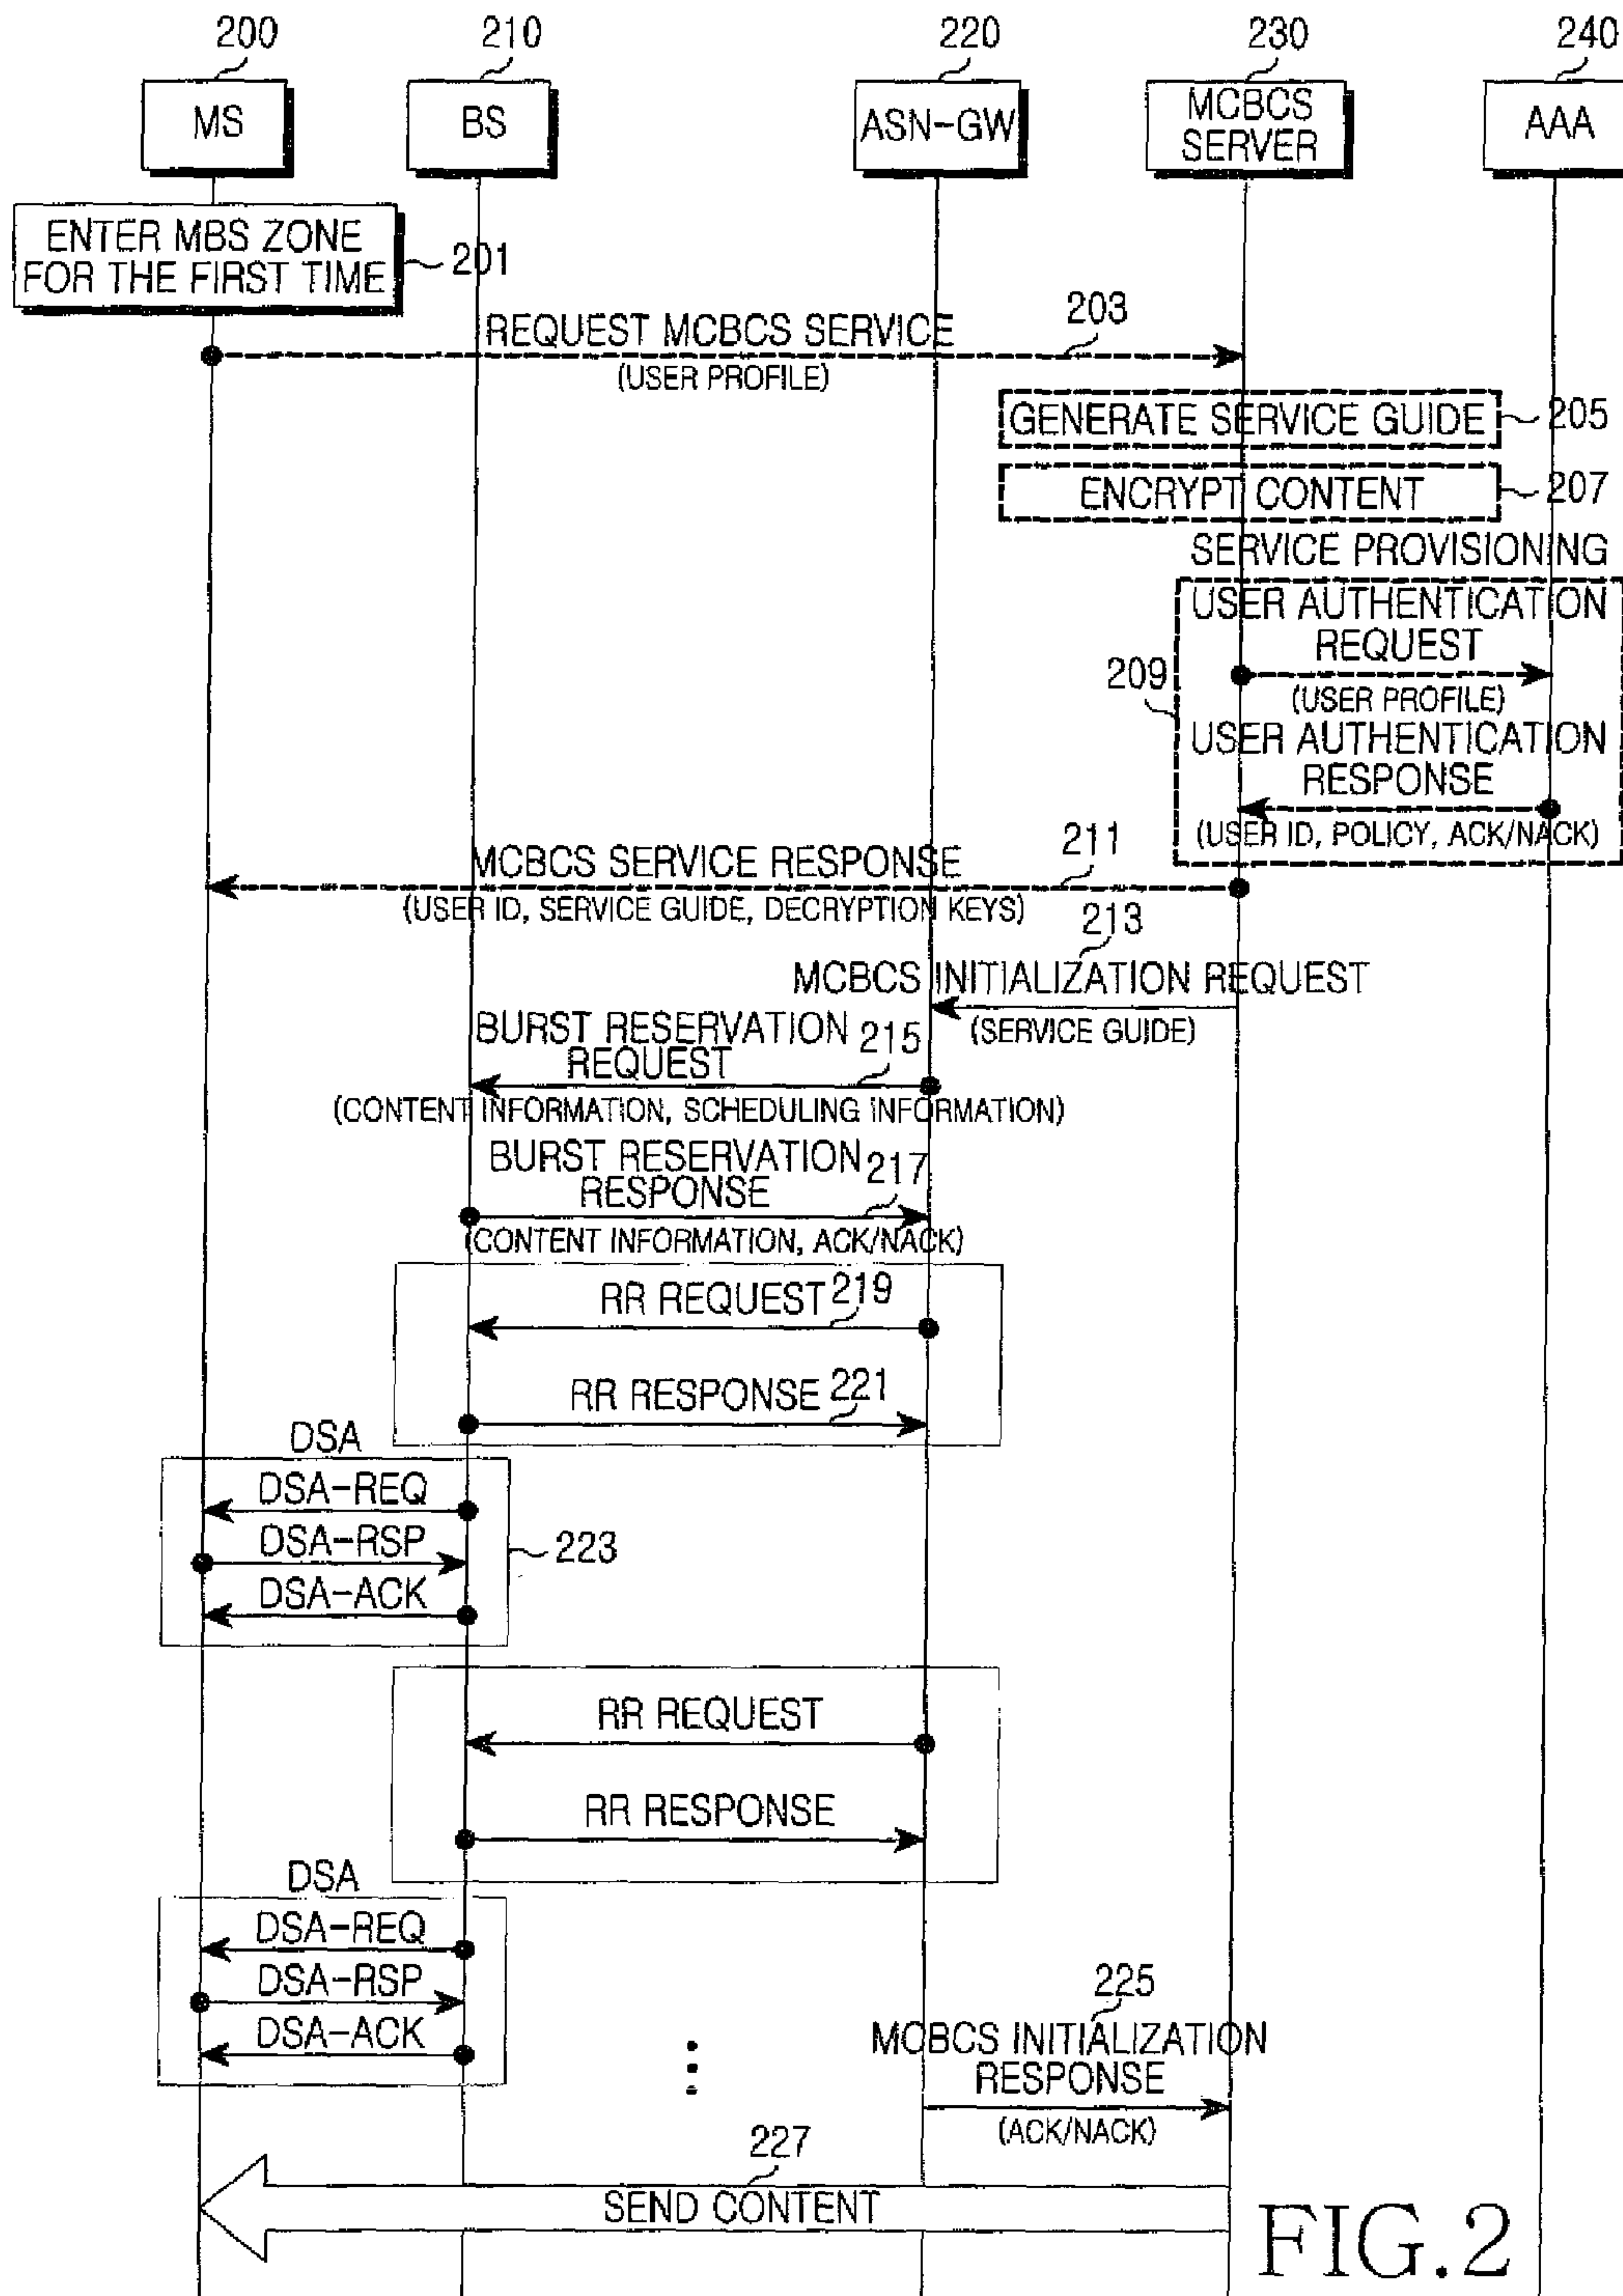 200
210
220
230
240
MS
BS
ASN-GW
MCBCS
SERVER
AAA
ENTER MBS ZONE
FOR THE FIRST TIME
201
REQUEST MCBCS SERVICE
203
(USER PROFILE)
GENERATE SERVICE GUIDE
205
ENCRYPT CONTENT
207
SERVICE PROVISIONING
USER AUTHENTICATION
REQUEST
209
(USER PROFILE)
USER AUTHENTICATION
RESPONSE
(USER ID, POLICY, ACK/NACK)
MCBCS SERVICE RESPONSE
211
(USER ID, SERVICE GUIDE, DECRYPTION KEYS)
213
MCBCS INITIALIZATION REQUEST
(SERVICE GUIDE)
BURST RESERVATION
REQUEST
215
(CONTENT INFORMATION, SCHEDULING INFORMATION)
BURST RESERVATION
RESPONSE
217
(CONTENT INFORMATION, ACK/NACK)
RR REQUEST
219
RR RESPONSE
221
DSA
DSA-REQ
DSA-RSP
223
DSA-ACK
RR REQUEST
RR RESPONSE
DSA
DSA-REQ
DSA-RSP
DSA-ACK
225
MCBCS INITIALIZATION
RESPONSE
(ACK/NACK)
227
SEND CONTENT
FIG.2